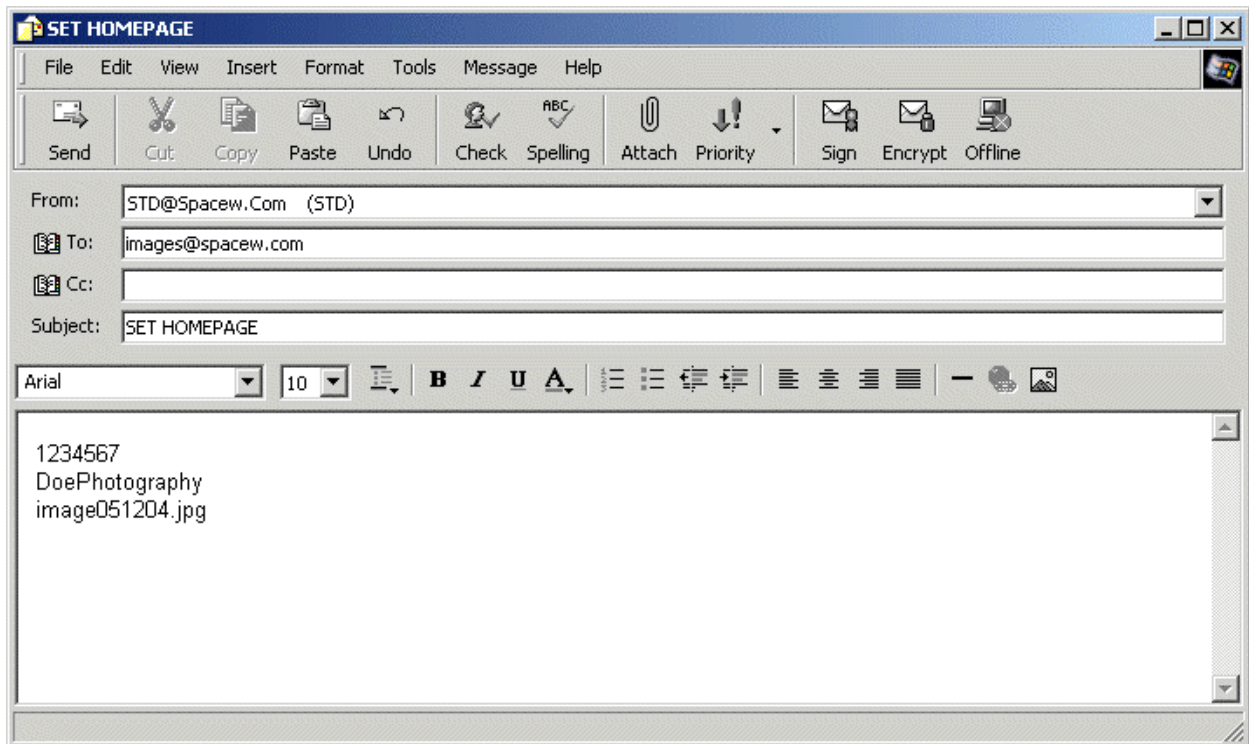 SET HOMEPAGE
File Edit View Insert Format Tools Message Help
ABC
Send Cut Copy Paste Undo Check Spelling Attach Priority Sign Encrypt Offline
From: STD@Spacew.Com (STD)
To: images@spacew.com
Cc:
Subject: SET HOMEPAGE
Arial 10 B I U A
1234567
DoePhotography
image051204.jpg